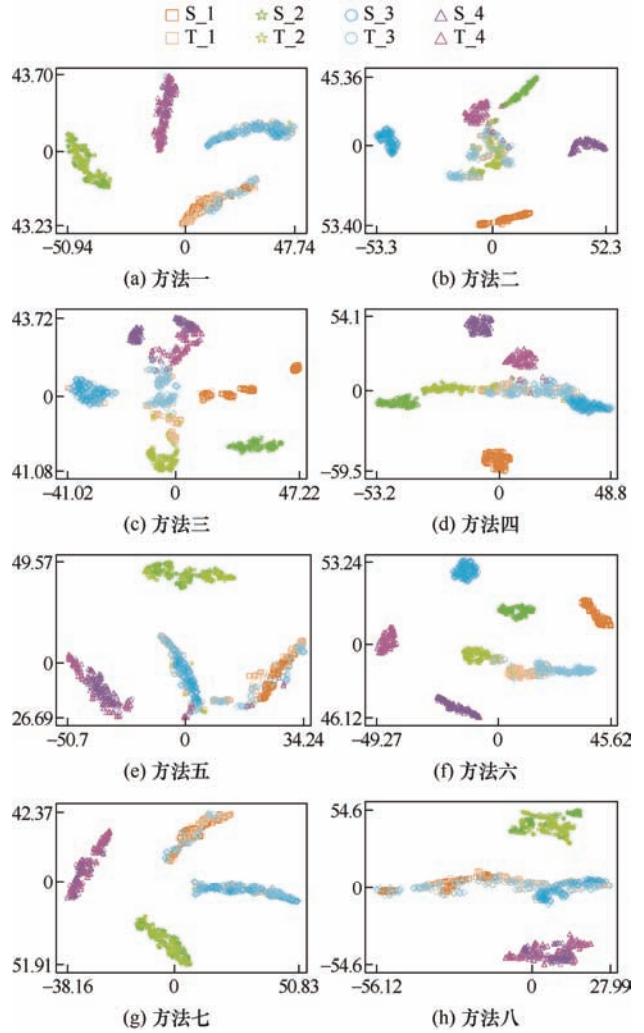 S_1 S_2 S_3 S_4
T_1 T_2 T_3 T_4
43.70
0
43.23
−50.94 0 47.74
(a) 方法一
45.36
0
53.40
−53.3 0 52.3
(b) 方法二
43.72
0
41.08
−41.02 0 47.22
(c) 方法三
54.1
0
−59.5
−53.2 0 48.8
(d) 方法四
49.57
0
26.69
−50.7 0 34.24
(e) 方法五
53.24
0
46.12
−49.27 0 45.62
(f) 方法六
42.37
0
51.91
−38.16 0 50.83
(g) 方法七
54.6
0
−54.6
−56.12 0 27.99
(h) 方法八